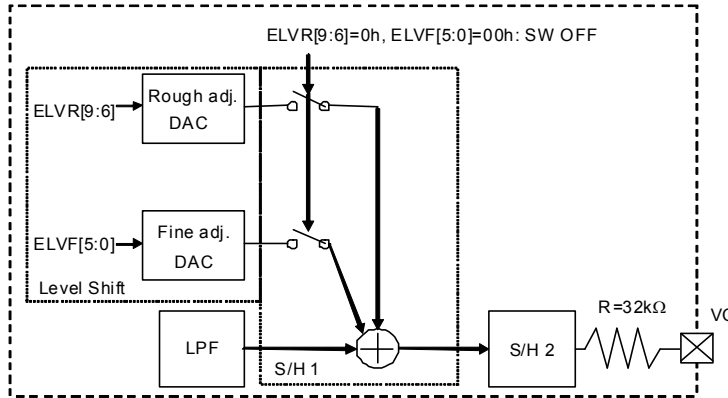 ELVR[9:6]=0h, ELVF[5:0]=00h: SW OFF
ELVR[9:6]
Rough adj.
DAC
ELVF[5:0]
Fine adj.
DAC
Level Shift
LPF
S/H 1
S/H 2
R=32kΩ